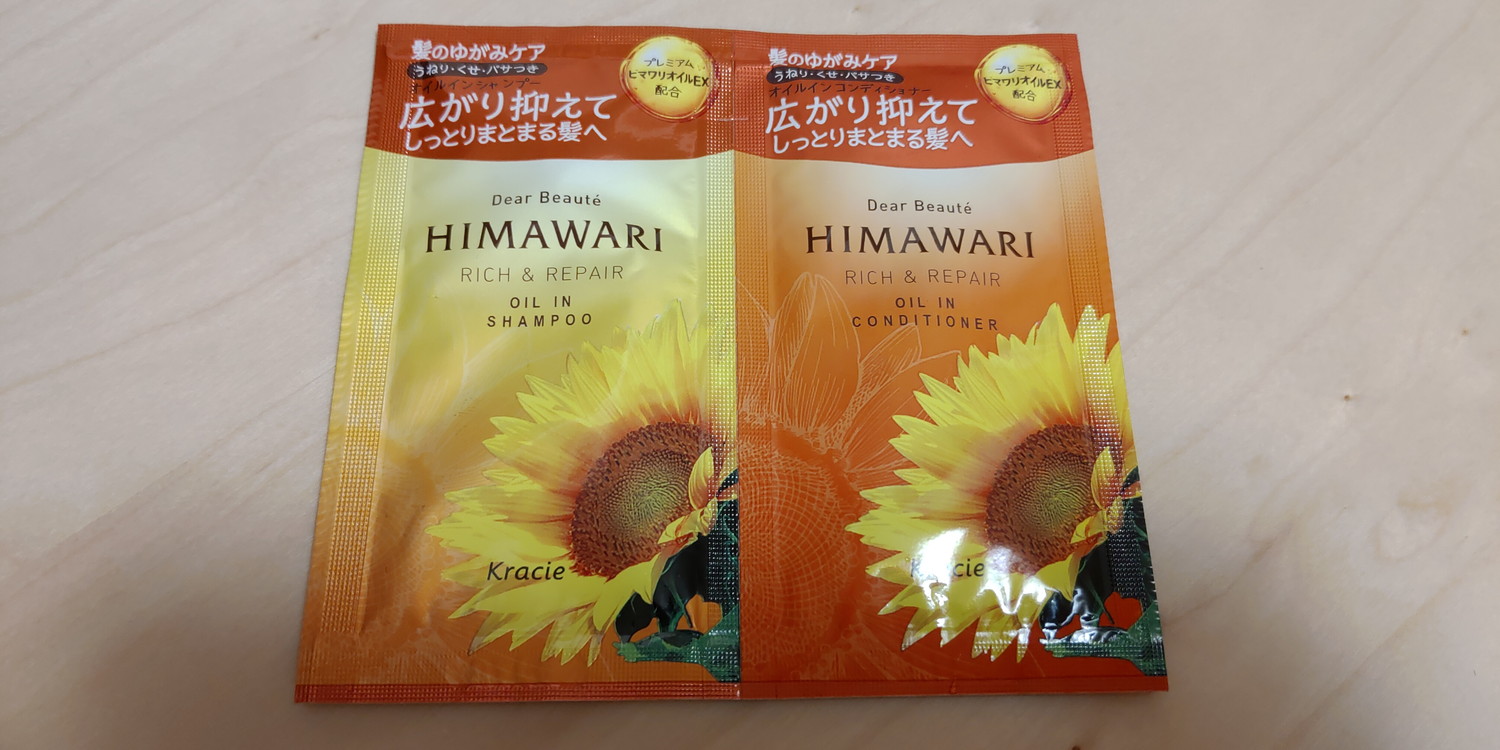 髪のゆがみケア
うねり・くせ・パサつき
オイルインシャンプー
広がり抑えて
しっとりまとまる髪へ
プレミアム
ヒマワリオイルEX
配合
Dear Beauté
HIMAWARI
RICH & REPAIR
OIL IN
SHAMPOO
Kracie
髪のゆがみケア
うねり・くせ・パサつき
オイルインコンディショナー
広がり抑えて
しっとりまとまる髪へ
プレミアム
ヒマワリオイルEX
配合
Dear Beauté
HIMAWARI
RICH & REPAIR
OIL IN
CONDITIONER
Kracie